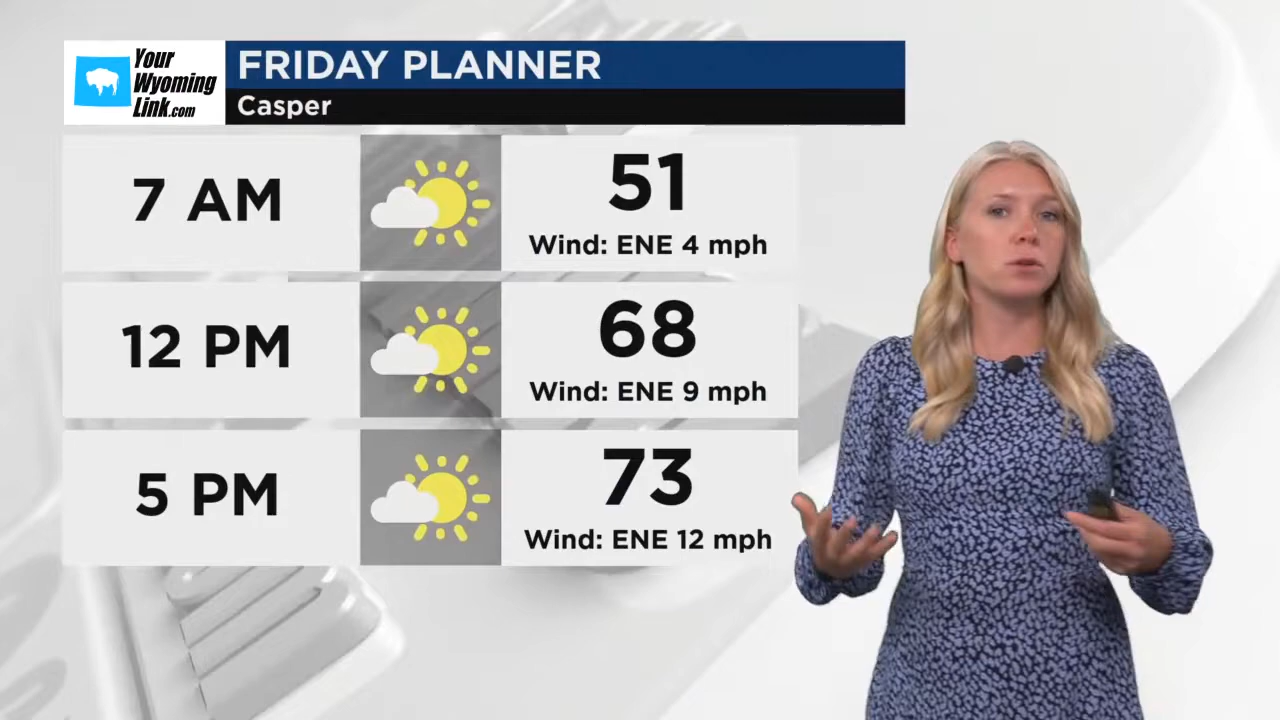 Your
Wyoming
Link.com
FRIDAY PLANNER
Casper
7 AM
51
Wind: ENE 4 mph
12 PM
68
Wind: ENE 9 mph
5 PM
73
Wind: ENE 12 mph